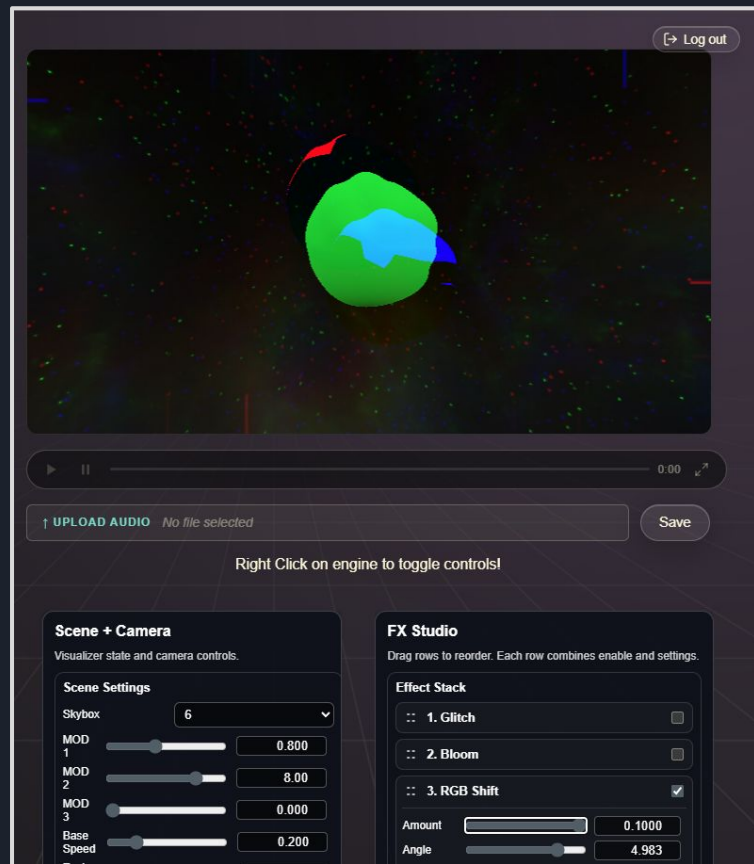 Log out
0:00
↑ UPLOAD AUDIO No file selected
Save
Right Click on engine to toggle controls!
Scene + Camera
Visualizer state and camera controls.
Scene Settings
Skybox 6
MOD
1 0.800
MOD
2 8.00
MOD
3 0.000
Base
Speed 0.200
FX Studio
Drag rows to reorder. Each row combines enable and settings.
Effect Stack
:: 1. Glitch
:: 2. Bloom
:: 3. RGB Shift
Amount 0.1000
Angle 4.983